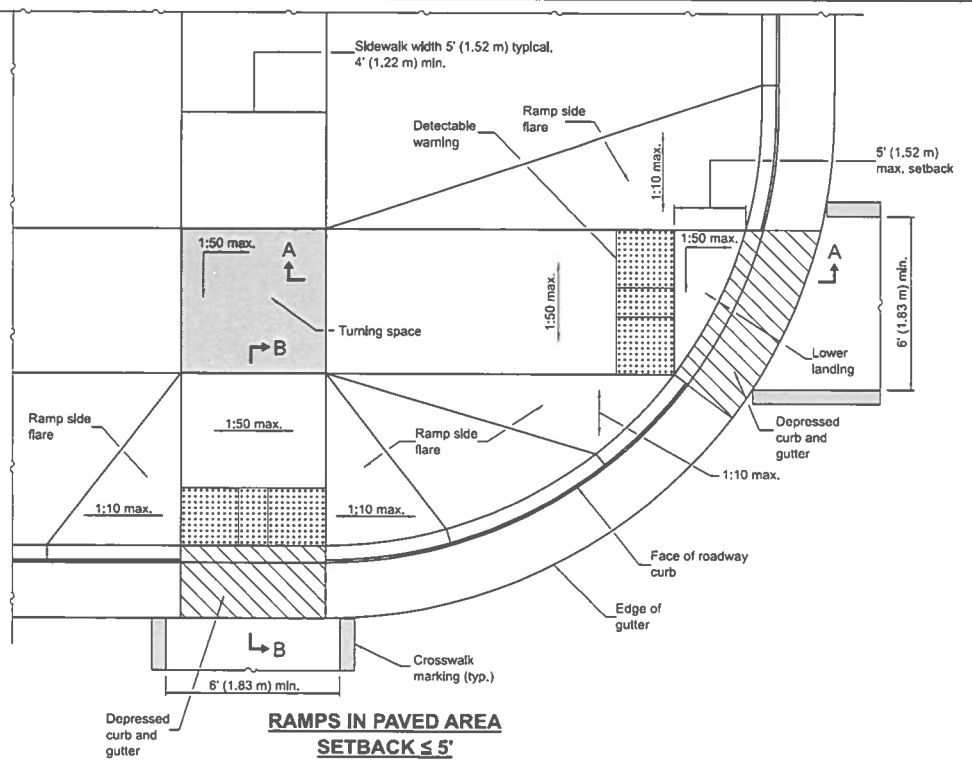 Sidewalk width 5' (1.52 m) typical,
4' (1.22 m) min.
Detectable
warning
Ramp side
flare
1:10 max.
5' (1.52 m)
max. setback
1:50 max.
A
1:50 max.
A
1:50 max.
6' (1.83 m) min.
Turning space
B
Lower
landing
Ramp side
flare
1:50 max.
Ramp side
flare
Depressed
curb and
gutter
1:10 max.
1:10 max.
1:10 max.
Face of roadway
curb
Edge of
gutter
B
Crosswalk
marking (typ.)
6' (1.83 m) min.
Depressed
curb and
gutter
RAMPS IN PAVED AREA
SETBACK ≤ 5'